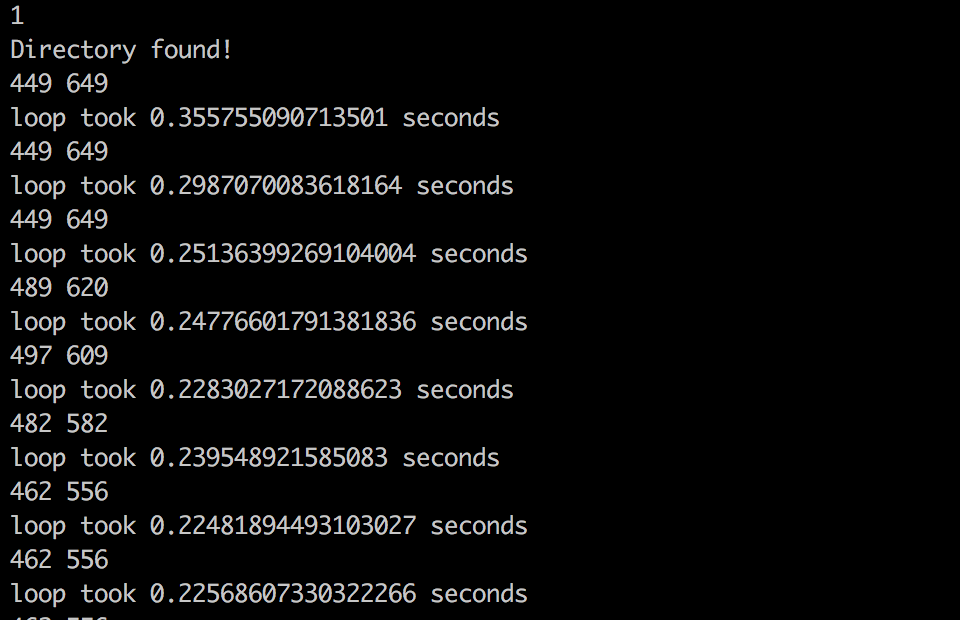 1
Directory found!
449 649
loop took 0.355755090713501 seconds
449 649
loop took 0.2987070083618164 seconds
449 649
loop took 0.25136399269104004 seconds
489 620
loop took 0.24776601791381836 seconds
497 609
loop took 0.2283027172088623 seconds
482 582
loop took 0.239548921585083 seconds
462 556
loop took 0.22481894493103027 seconds
462 556
loop took 0.22568607330322266 seconds